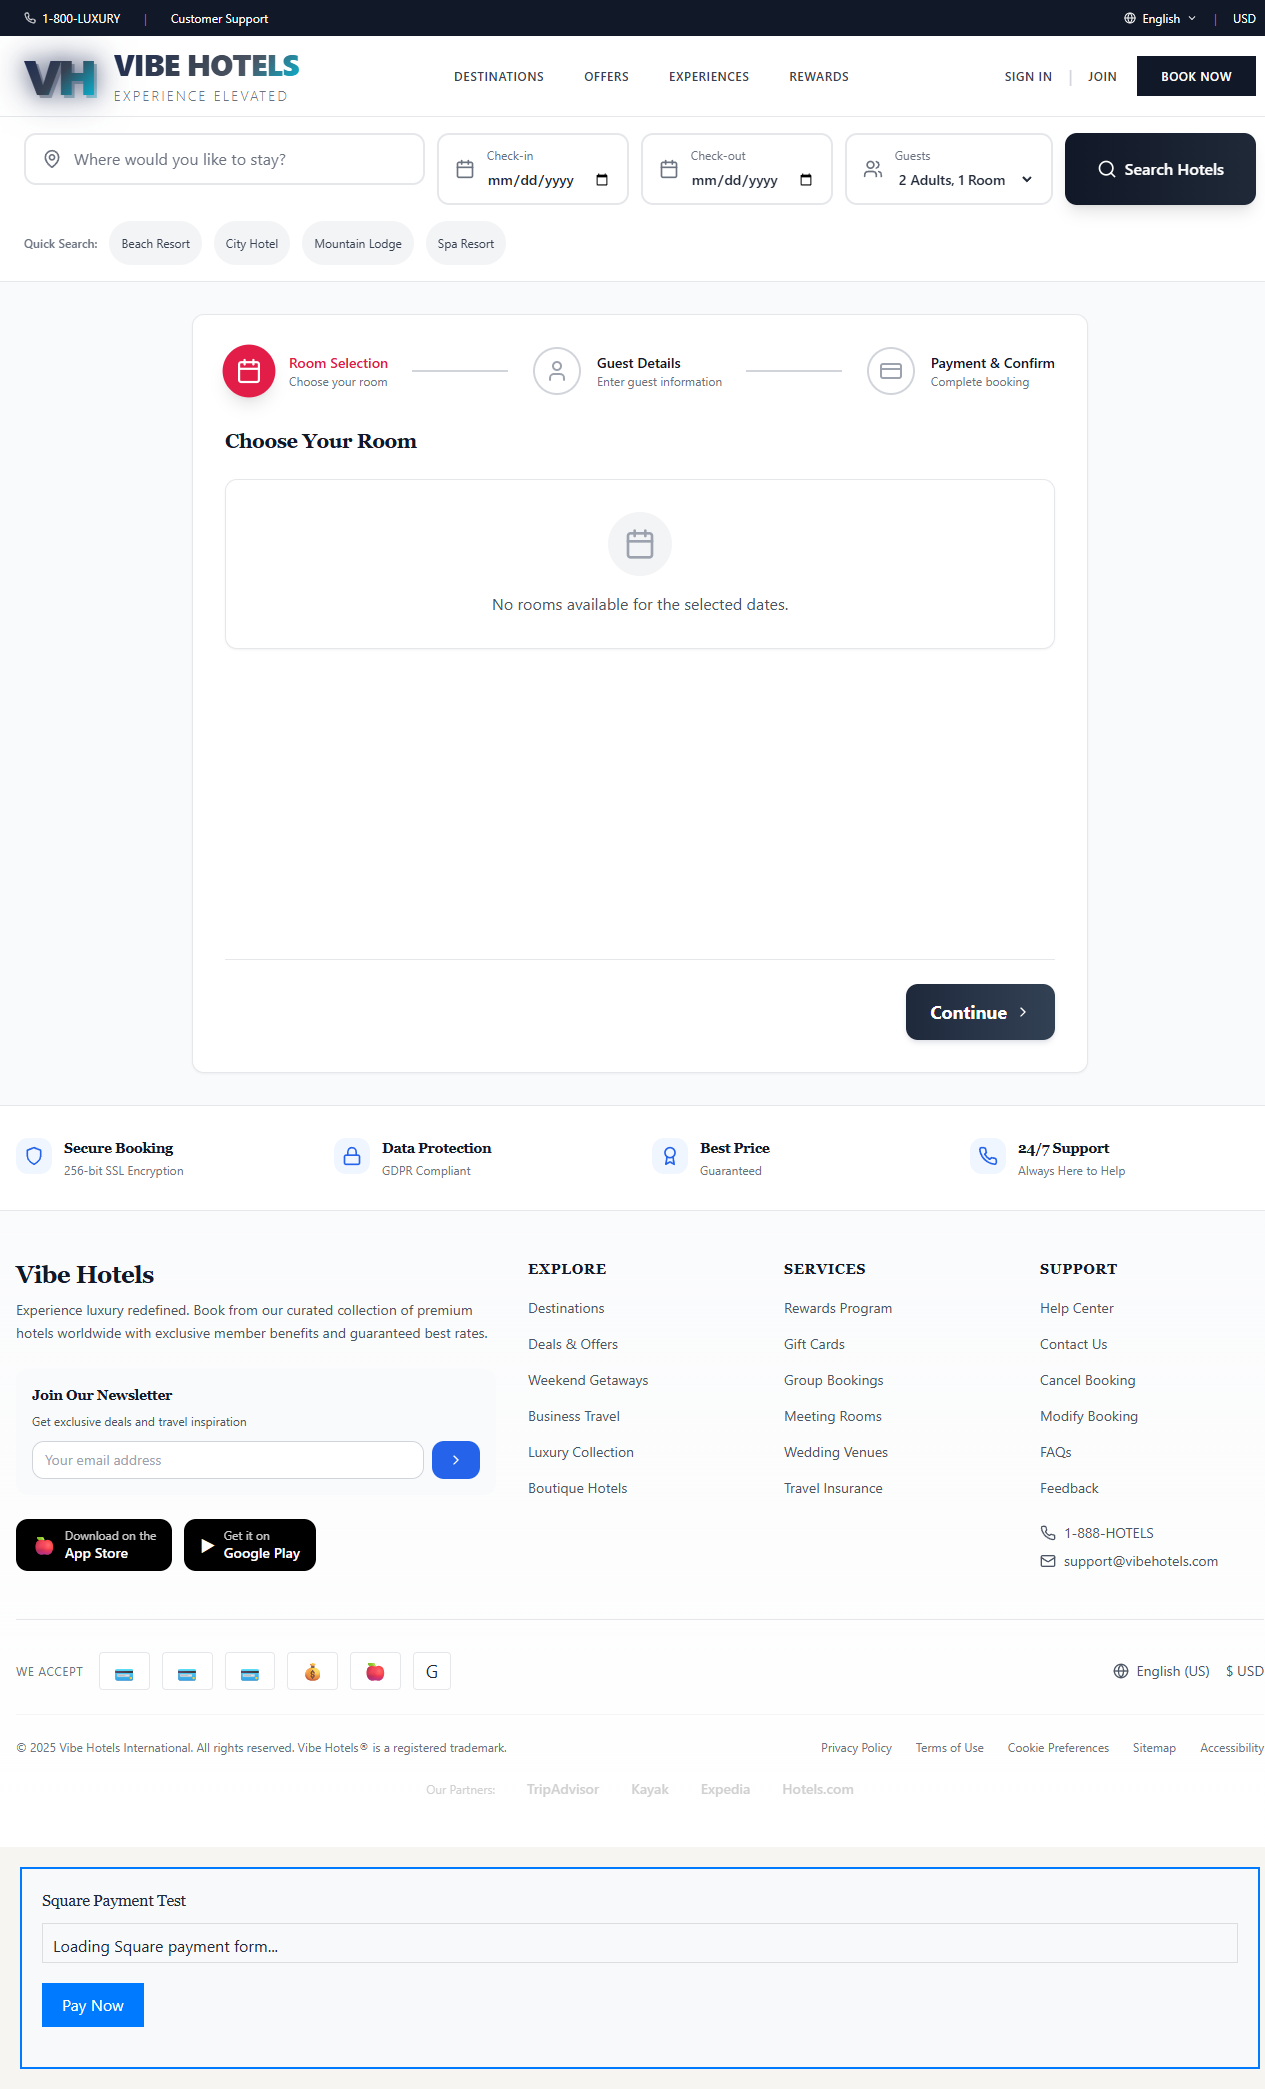 1-800-LUXURY | Customer Support English | USD
VH VIBE HOTELS
EXPERIENCE ELEVATED
DESTINATIONS OFFERS EXPERIENCES REWARDS SIGN IN | JOIN BOOK NOW
Where would you like to stay?
Check-in
mm/dd/yyyy
Check-out
mm/dd/yyyy
Guests
2 Adults, 1 Room
Search Hotels
Quick Search: Beach Resort City Hotel Mountain Lodge Spa Resort
Room Selection
Choose your room
Guest Details
Enter guest information
Payment & Confirm
Complete booking
Choose Your Room
No rooms available for the selected dates.
Continue
Secure Booking
256-bit SSL Encryption
Data Protection
GDPR Compliant
Best Price
Guaranteed
24/7 Support
Always Here to Help
Vibe Hotels
Experience luxury redefined. Book from our curated collection of premium
hotels worldwide with exclusive member benefits and guaranteed best rates.
Join Our Newsletter
Get exclusive deals and travel inspiration
Your email address
Download on the
App Store
Get it on
Google Play
EXPLORE
Destinations
Deals & Offers
Weekend Getaways
Business Travel
Luxury Collection
Boutique Hotels
SERVICES
Rewards Program
Gift Cards
Group Bookings
Meeting Rooms
Wedding Venues
Travel Insurance
SUPPORT
Help Center
Contact Us
Cancel Booking
Modify Booking
FAQs
Feedback
1-888-HOTELS
support@vibehotels.com
WE ACCEPT G English (US) $ USD
© 2025 Vibe Hotels International. All rights reserved. Vibe Hotels® is a registered trademark. Privacy Policy Terms of Use Cookie Preferences Sitemap Accessibility
Our Partners: TripAdvisor Kayak Expedia Hotels.com
Square Payment Test
Loading Square payment form...
Pay Now